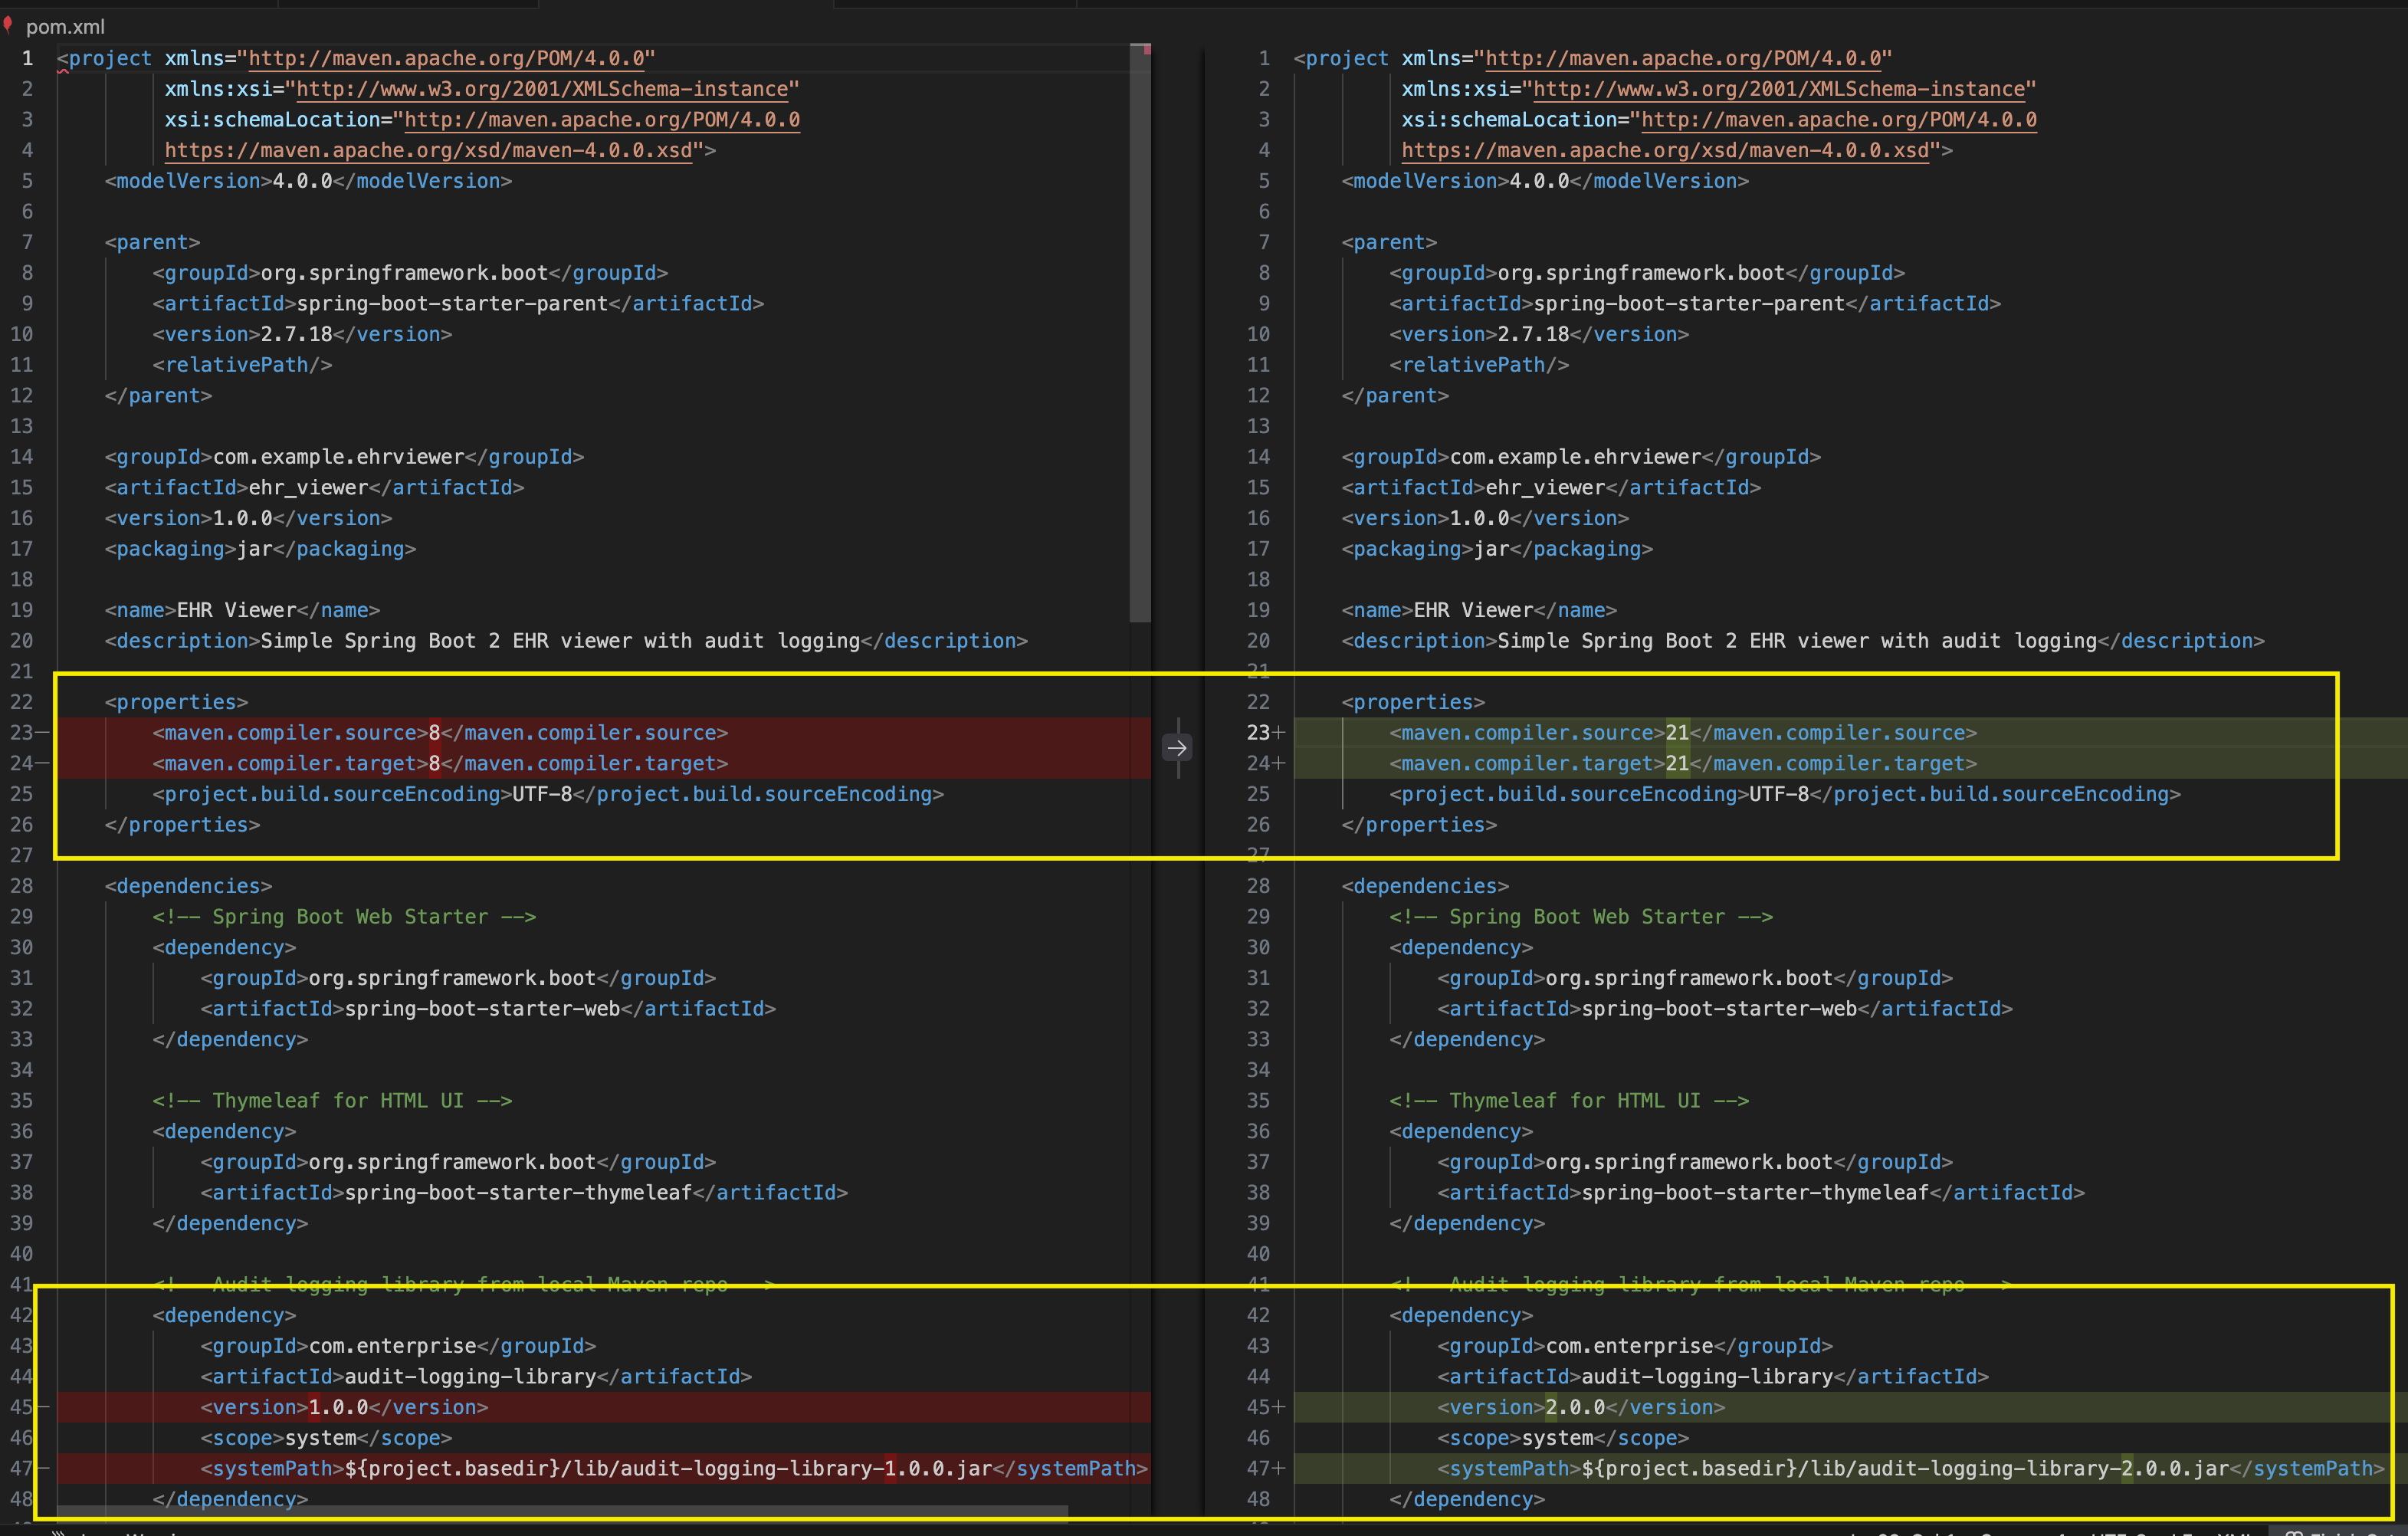 pom.xml
1 <project xmlns="http://maven.apache.org/POM/4.0.0"
2 xmlns:xsi="http://www.w3.org/2001/XMLSchema-instance"
3 xsi:schemaLocation="http://maven.apache.org/POM/4.0.0
4 https://maven.apache.org/xsd/maven-4.0.0.xsd">
5 <modelVersion>4.0.0</modelVersion>
6
7 <parent>
8 <groupId>org.springframework.boot</groupId>
9 <artifactId>spring-boot-starter-parent</artifactId>
10 <version>2.7.18</version>
11 <relativePath/>
12 </parent>
13
14 <groupId>com.example.ehrviewer</groupId>
15 <artifactId>ehr_viewer</artifactId>
16 <version>1.0.0</version>
17 <packaging>jar</packaging>
18
19 <name>EHR Viewer</name>
20 <description>Simple Spring Boot 2 EHR viewer with audit logging</description>
21
22 <properties>
23- <maven.compiler.source>8</maven.compiler.source>
24- <maven.compiler.target>8</maven.compiler.target>
25 <project.build.sourceEncoding>UTF-8</project.build.sourceEncoding>
26 </properties>
27
28 <dependencies>
29 <!-- Spring Boot Web Starter -->
30 <dependency>
31 <groupId>org.springframework.boot</groupId>
32 <artifactId>spring-boot-starter-web</artifactId>
33 </dependency>
34
35 <!-- Thymeleaf for HTML UI -->
36 <dependency>
37 <groupId>org.springframework.boot</groupId>
38 <artifactId>spring-boot-starter-thymeleaf</artifactId>
39 </dependency>
40
41 <!-- Audit logging library from local Maven repo -->
42 <dependency>
43 <groupId>com.enterprise</groupId>
44 <artifactId>audit-logging-library</artifactId>
45- <version>1.0.0</version>
46 <scope>system</scope>
47- <systemPath>${project.basedir}/lib/audit-logging-library-1.0.0.jar</systemPath>
48 </dependency>
1 <project xmlns="http://maven.apache.org/POM/4.0.0"
2 xmlns:xsi="http://www.w3.org/2001/XMLSchema-instance"
3 xsi:schemaLocation="http://maven.apache.org/POM/4.0.0
4 https://maven.apache.org/xsd/maven-4.0.0.xsd">
5 <modelVersion>4.0.0</modelVersion>
6
7 <parent>
8 <groupId>org.springframework.boot</groupId>
9 <artifactId>spring-boot-starter-parent</artifactId>
10 <version>2.7.18</version>
11 <relativePath/>
12 </parent>
13
14 <groupId>com.example.ehrviewer</groupId>
15 <artifactId>ehr_viewer</artifactId>
16 <version>1.0.0</version>
17 <packaging>jar</packaging>
18
19 <name>EHR Viewer</name>
20 <description>Simple Spring Boot 2 EHR viewer with audit logging</description>
21
22 <properties>
23+ <maven.compiler.source>21</maven.compiler.source>
24+ <maven.compiler.target>21</maven.compiler.target>
25 <project.build.sourceEncoding>UTF-8</project.build.sourceEncoding>
26 </properties>
27
28 <dependencies>
29 <!-- Spring Boot Web Starter -->
30 <dependency>
31 <groupId>org.springframework.boot</groupId>
32 <artifactId>spring-boot-starter-web</artifactId>
33 </dependency>
34
35 <!-- Thymeleaf for HTML UI -->
36 <dependency>
37 <groupId>org.springframework.boot</groupId>
38 <artifactId>spring-boot-starter-thymeleaf</artifactId>
39 </dependency>
40
41 <!-- Audit logging library from local Maven repo -->
42 <dependency>
43 <groupId>com.enterprise</groupId>
44 <artifactId>audit-logging-library</artifactId>
45+ <version>2.0.0</version>
46 <scope>system</scope>
47+ <systemPath>${project.basedir}/lib/audit-logging-library-2.0.0.jar</systemPath>
48 </dependency>